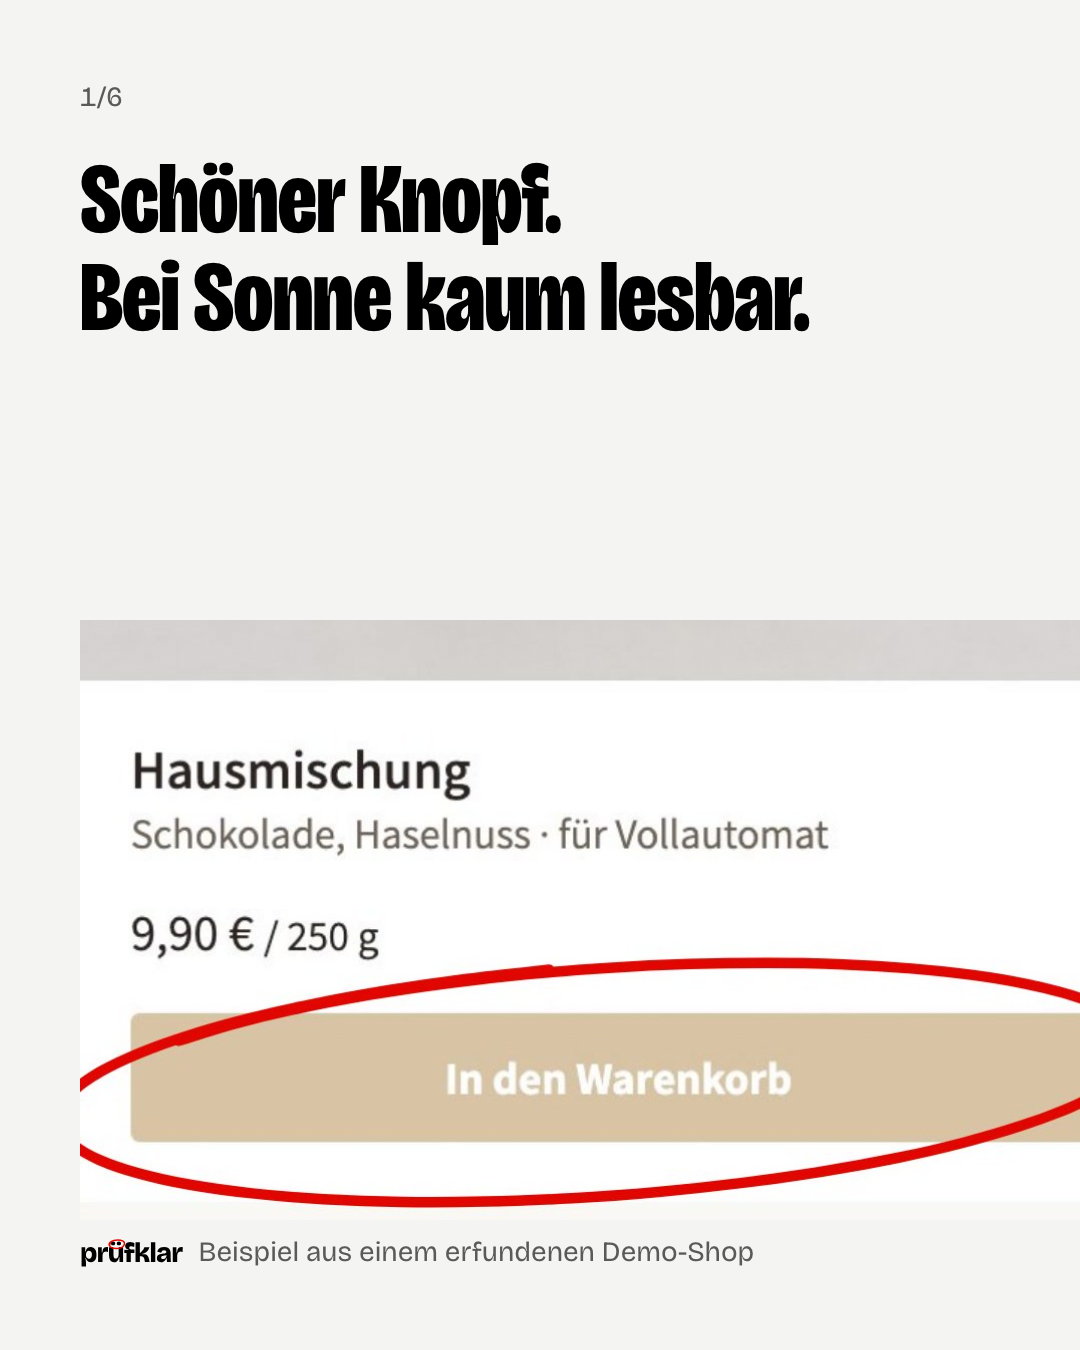 1/6
Schöner Knopf.
Bei Sonne kaum lesbar.
Hausmischung
Schokolade, Haselnuss · für Vollautomat
9,90 € / 250 g
In den Warenkorb
prüfklar Beispiel aus einem erfundenen Demo-Shop